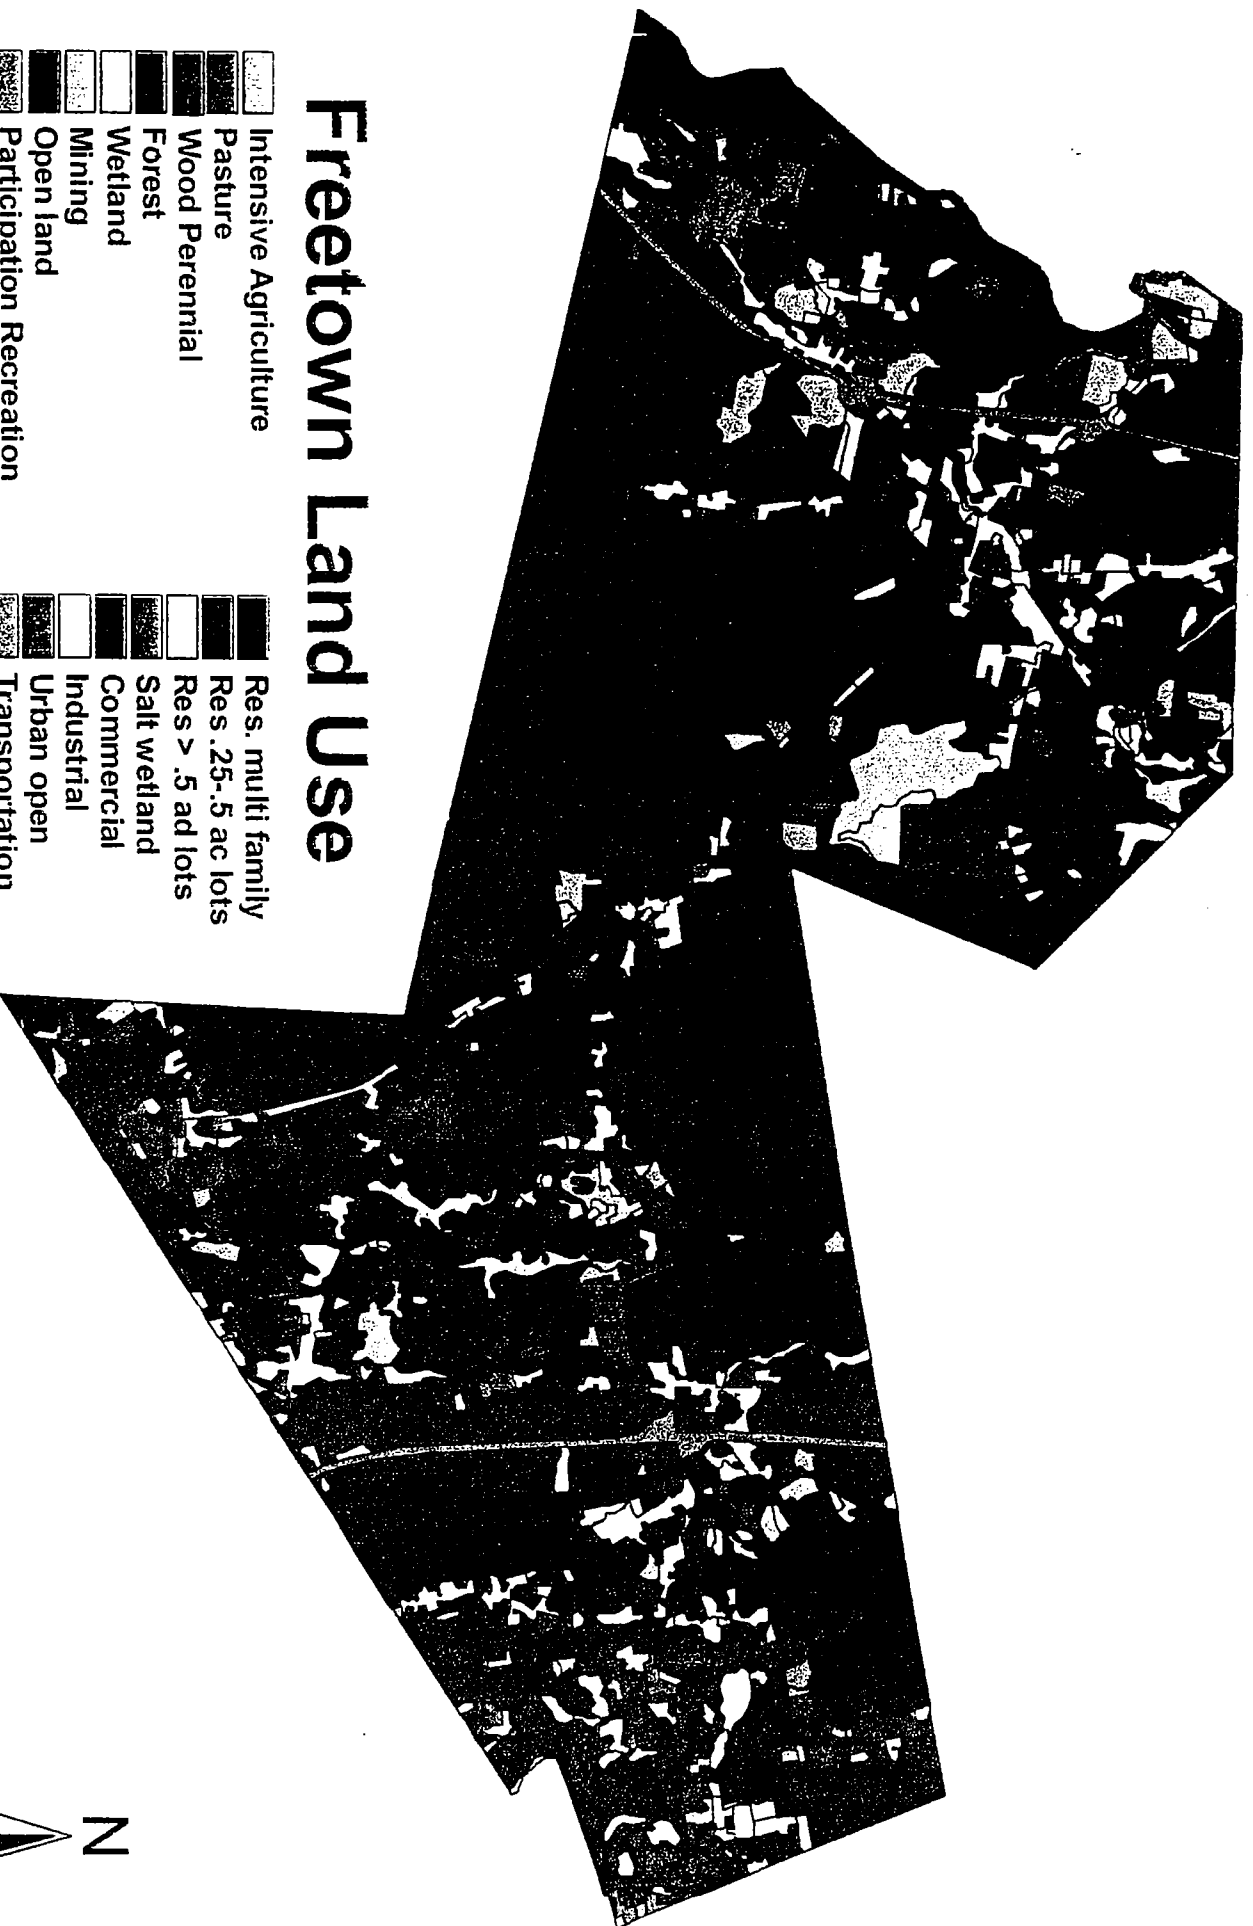 Freetown Land Use
Intensive Agriculture
Pasture
Wood Perennial
Forest
Wetland
Mining
Open land
Participation Recreation
Res. multi family
Res .25-.5 ac lots
Res > .5 ad lots
Salt wetland
Commercial
Industrial
Urban open
Transportation
N